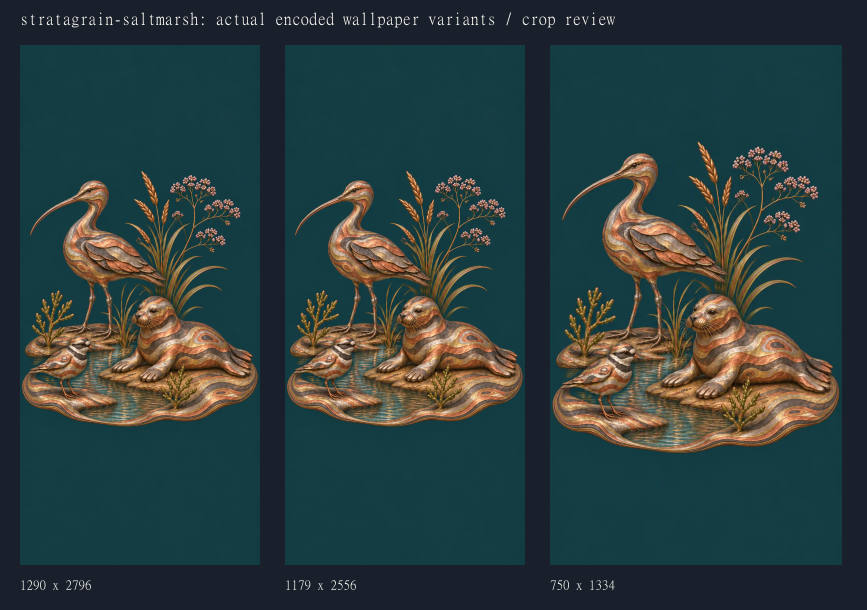 stratagrain-saltmarsh: actual encoded wallpaper variants / crop review
1290 x 2796
1179 x 2556
750 x 1334